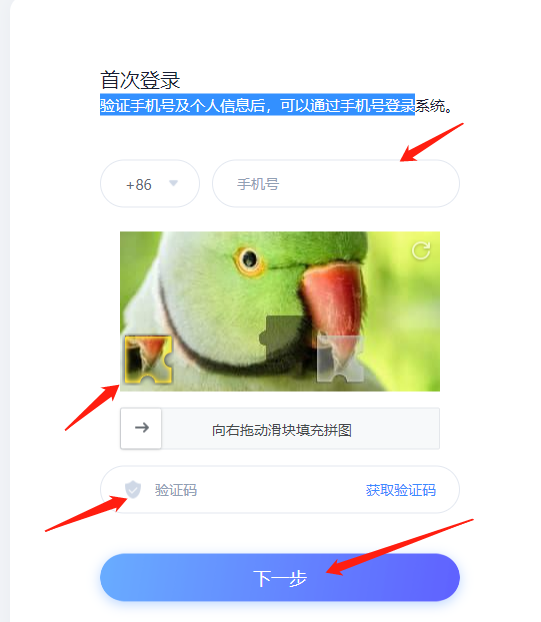 首次登录
验证手机号及个人信息后，可以通过手机号登录系统。
+86 手机号
向右拖动滑块填充拼图
验证码 获取验证码
下一步